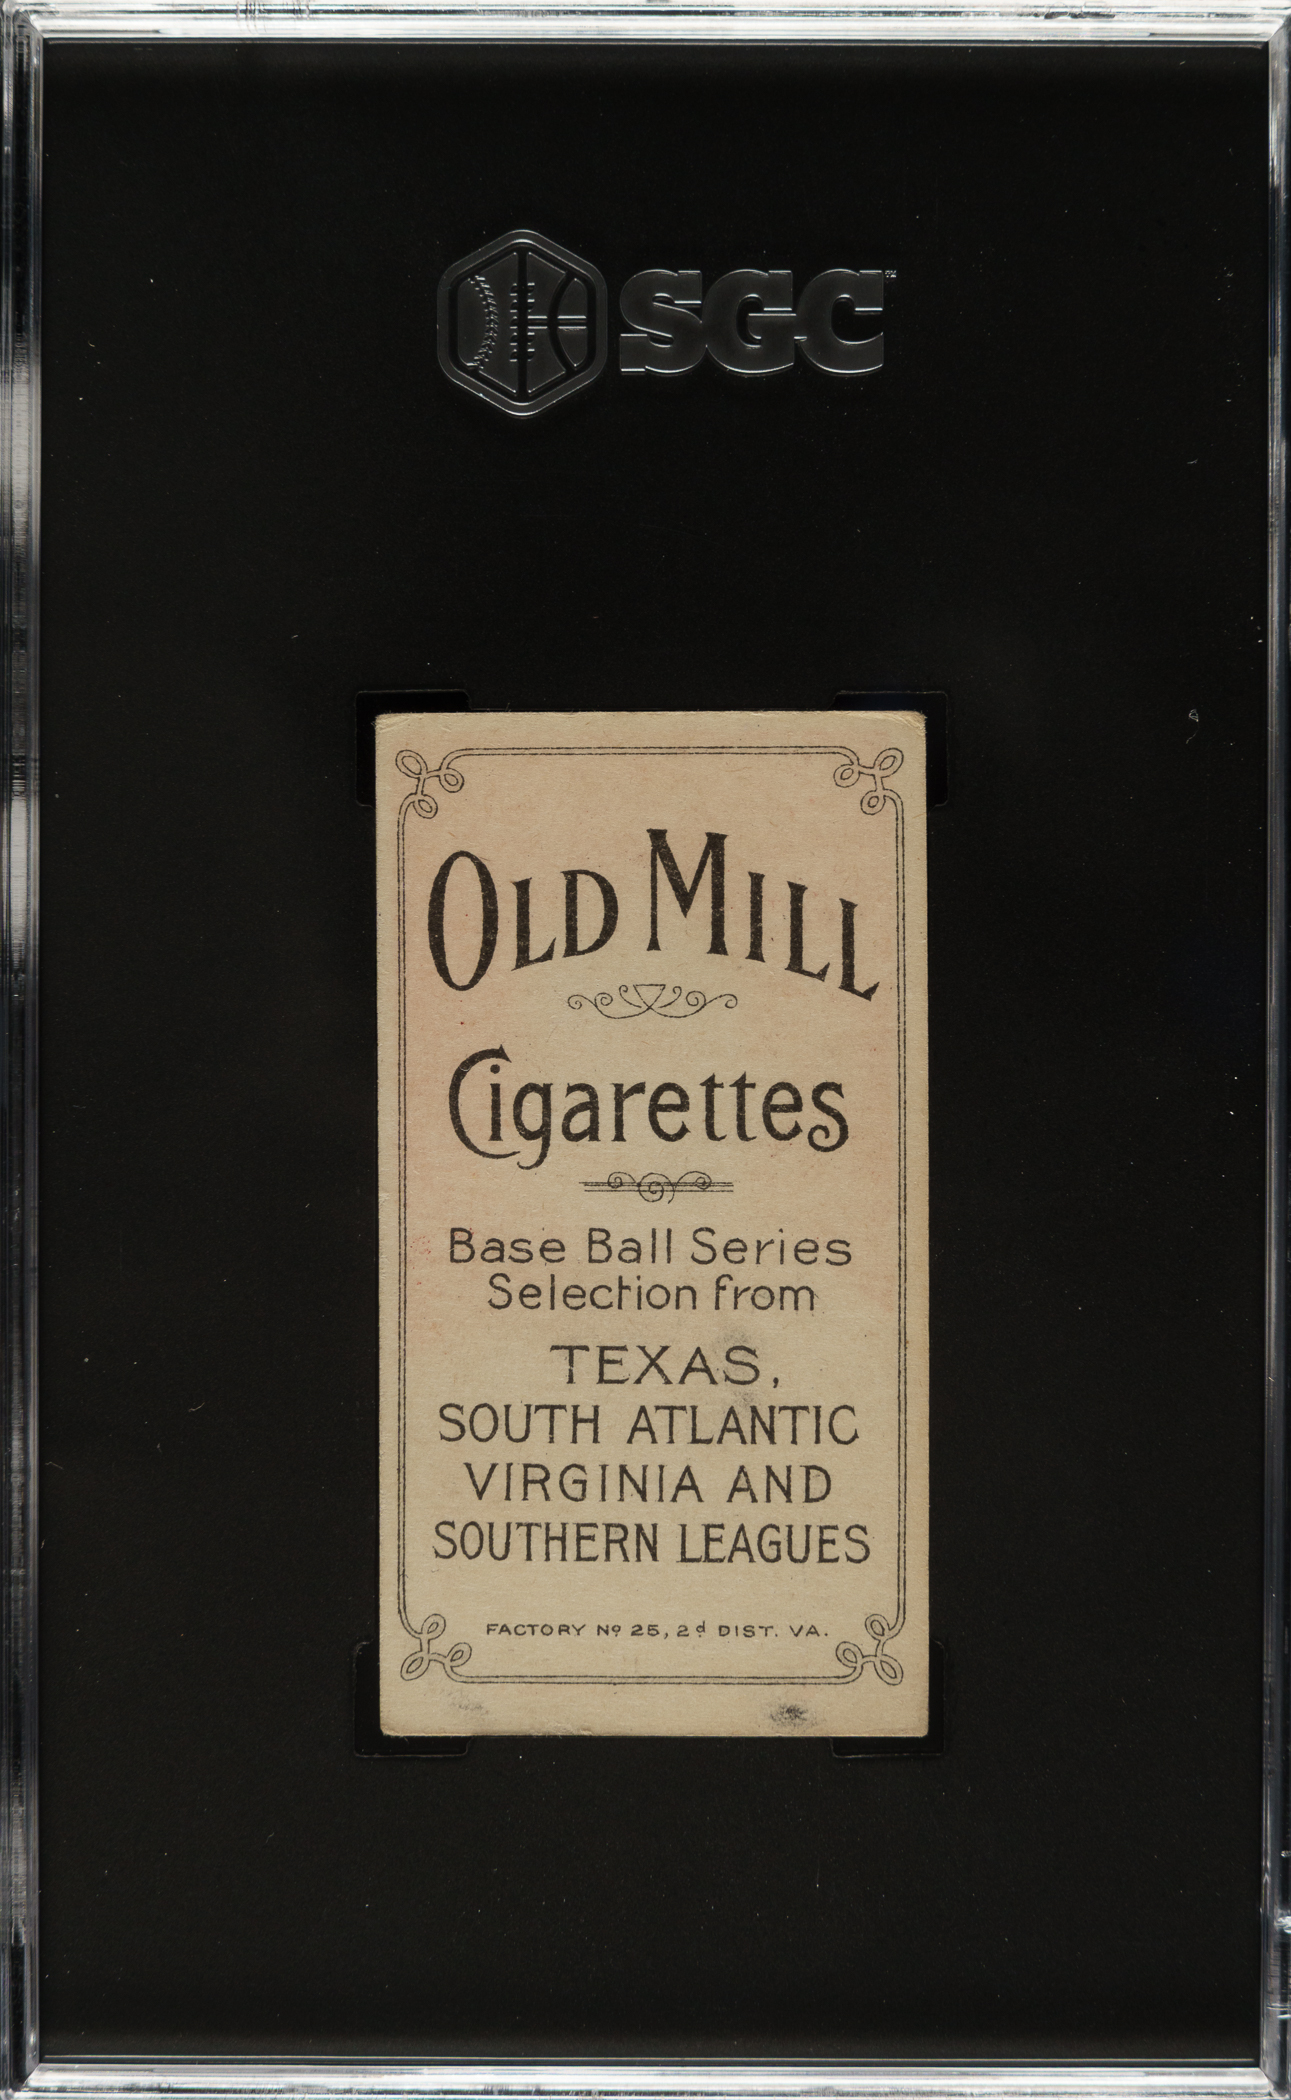 SGC™
OLD MILL
Cigarettes
Base Ball Series
Selection from
TEXAS,
SOUTH ATLANTIC
VIRGINIA AND
SOUTHERN LEAGUES
FACTORY Nº 25, 2d DIST. VA.